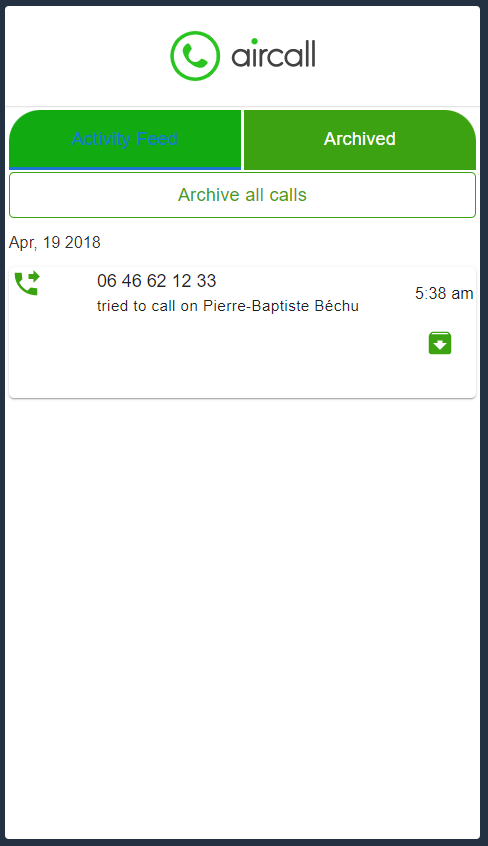 aircall
Activity Feed
Archived
Archive all calls
Apr, 19 2018
06 46 62 12 33
tried to call on Pierre-Baptiste Béchu
5:38 am